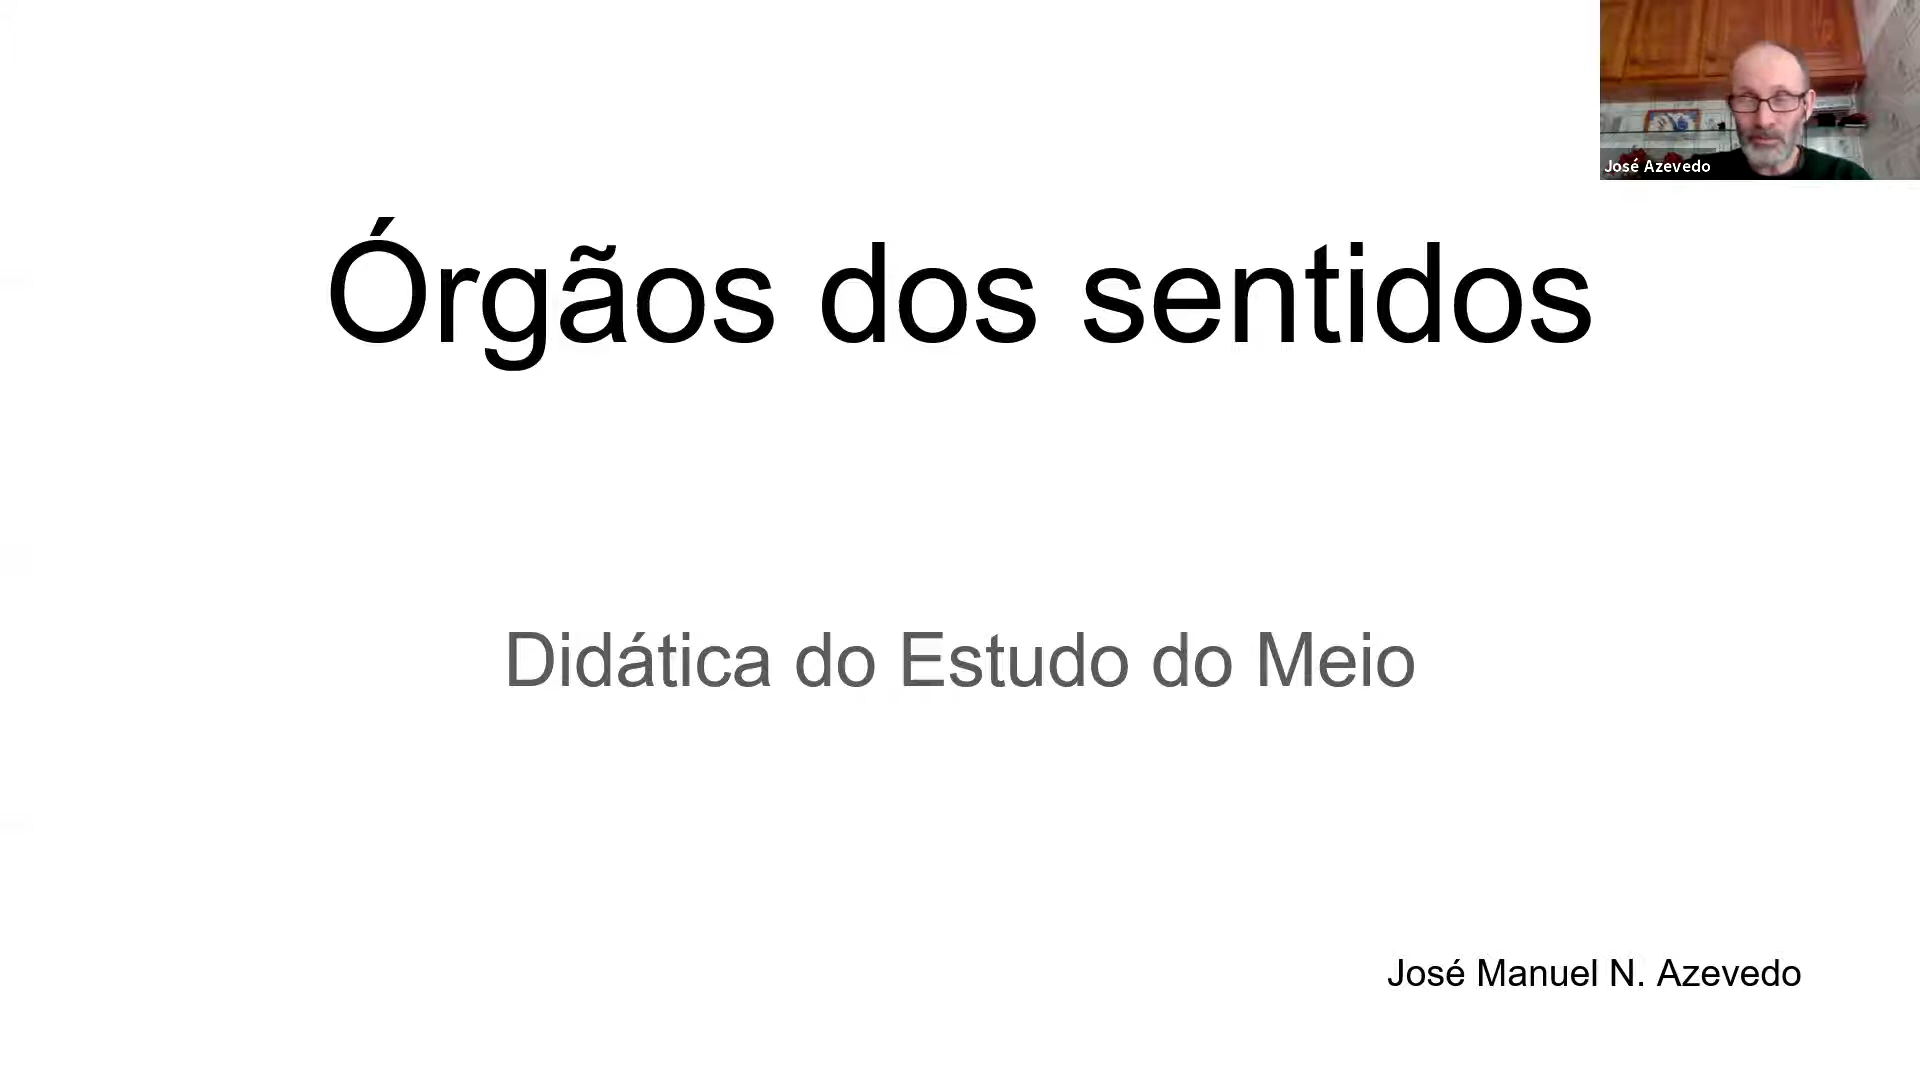 José Azevedo
Órgãos dos sentidos
Didática do Estudo do Meio
José Manuel N. Azevedo